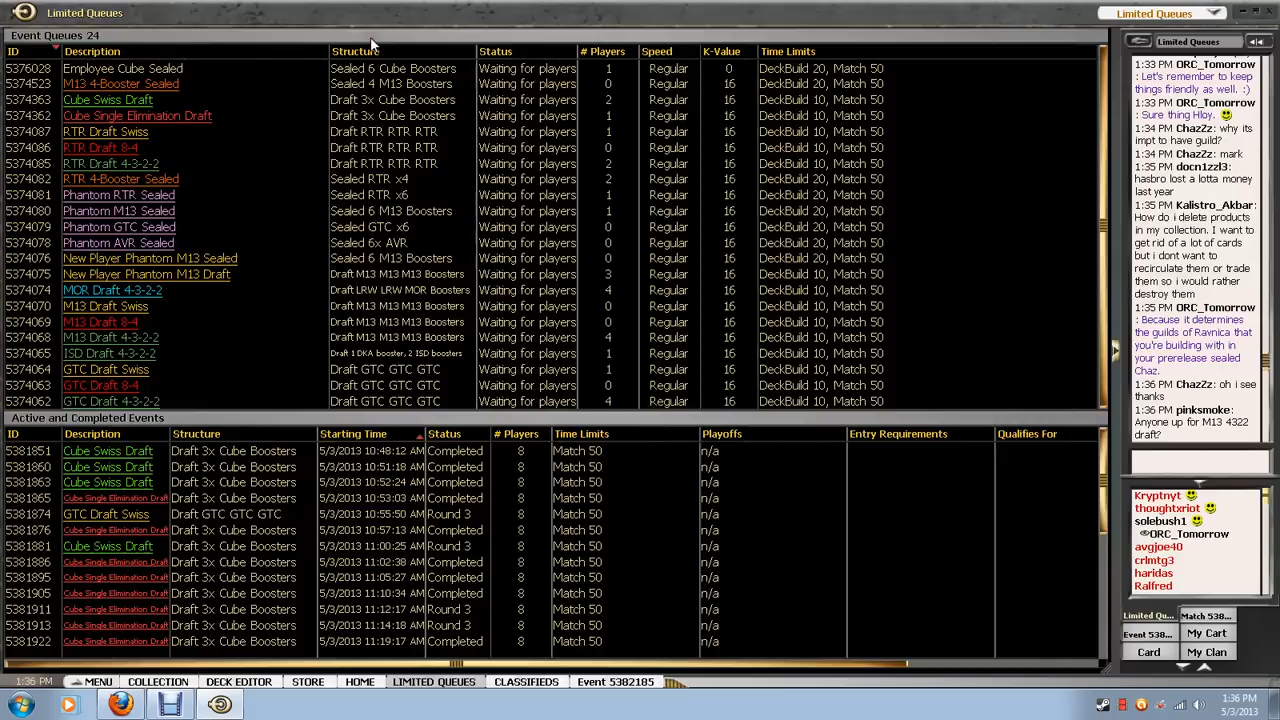 Limited Queues
Limited Queues
Event Queues 24
ID Description Structure Status # Players Speed K-Value Time Limits
5376028 Employee Cube Sealed Sealed 6 Cube Boosters Waiting for players 1 Regular 0 DeckBuild 20, Match 50
5374523 M13 4-Booster Sealed Sealed 4 M13 Boosters Waiting for players 0 Regular 16 DeckBuild 20, Match 50
5374363 Cube Swiss Draft Draft 3x Cube Boosters Waiting for players 2 Regular 16 DeckBuild 10, Match 50
5374362 Cube Single Elimination Draft Draft 3x Cube Boosters Waiting for players 1 Regular 16 DeckBuild 10, Match 50
5374087 RTR Draft Swiss Draft RTR RTR RTR Waiting for players 1 Regular 16 DeckBuild 10, Match 50
5374086 RTR Draft 8-4 Draft RTR RTR RTR Waiting for players 0 Regular 16 DeckBuild 10, Match 50
5374085 RTR Draft 4-3-2-2 Draft RTR RTR RTR Waiting for players 2 Regular 16 DeckBuild 10, Match 50
5374082 RTR 4-Booster Sealed Sealed RTR x4 Waiting for players 2 Regular 16 DeckBuild 20, Match 50
5374081 Phantom RTR Sealed Sealed RTR x6 Waiting for players 1 Regular 16 DeckBuild 20, Match 50
5374080 Phantom M13 Sealed Sealed 6 M13 Boosters Waiting for players 1 Regular 16 DeckBuild 20, Match 50
5374079 Phantom GTC Sealed Sealed GTC x6 Waiting for players 0 Regular 16 DeckBuild 20, Match 50
5374078 Phantom AVR Sealed Sealed 6x AVR Waiting for players 0 Regular 16 DeckBuild 20, Match 50
5374076 New Player Phantom M13 Sealed Sealed 6 M13 Boosters Waiting for players 0 Regular 16 DeckBuild 20, Match 50
5374075 New Player Phantom M13 Draft Draft M13 M13 M13 Boosters Waiting for players 3 Regular 16 DeckBuild 10, Match 50
5374074 MOR Draft 4-3-2-2 Draft LRW LRW MOR Boosters Waiting for players 4 Regular 16 DeckBuild 10, Match 50
5374070 M13 Draft Swiss Draft M13 M13 M13 Boosters Waiting for players 0 Regular 16 DeckBuild 10, Match 50
5374069 M13 Draft 8-4 Draft M13 M13 M13 Boosters Waiting for players 0 Regular 16 DeckBuild 10, Match 50
5374068 M13 Draft 4-3-2-2 Draft M13 M13 M13 Boosters Waiting for players 4 Regular 16 DeckBuild 10, Match 50
5374065 ISD Draft 4-3-2-2 Draft 1 DKA booster, 2 ISD boosters Waiting for players 1 Regular 16 DeckBuild 10, Match 50
5374064 GTC Draft Swiss Draft GTC GTC GTC Waiting for players 1 Regular 16 DeckBuild 10, Match 50
5374063 GTC Draft 8-4 Draft GTC GTC GTC Waiting for players 0 Regular 16 DeckBuild 10, Match 50
5374062 GTC Draft 4-3-2-2 Draft GTC GTC GTC Waiting for players 4 Regular 16 DeckBuild 10, Match 50
Active and Completed Events
ID Description Structure Starting Time Status # Players Time Limits Playoffs Entry Requirements Qualifies For
5381851 Cube Swiss Draft Draft 3x Cube Boosters 5/3/2013 10:48:12 AM Completed 8 Match 50 n/a
5381860 Cube Swiss Draft Draft 3x Cube Boosters 5/3/2013 10:51:18 AM Completed 8 Match 50 n/a
5381863 Cube Swiss Draft Draft 3x Cube Boosters 5/3/2013 10:52:24 AM Completed 8 Match 50 n/a
5381865 Cube Single Elimination Draft Draft 3x Cube Boosters 5/3/2013 10:53:03 AM Completed 8 Match 50 n/a
5381874 GTC Draft Swiss Draft GTC GTC GTC 5/3/2013 10:55:50 AM Round 3 8 Match 50 n/a
5381876 Cube Single Elimination Draft Draft 3x Cube Boosters 5/3/2013 10:57:13 AM Completed 8 Match 50 n/a
5381881 Cube Swiss Draft Draft 3x Cube Boosters 5/3/2013 11:00:25 AM Round 3 8 Match 50 n/a
5381886 Cube Single Elimination Draft Draft 3x Cube Boosters 5/3/2013 11:02:38 AM Completed 8 Match 50 n/a
5381895 Cube Single Elimination Draft Draft 3x Cube Boosters 5/3/2013 11:05:27 AM Completed 8 Match 50 n/a
5381905 Cube Single Elimination Draft Draft 3x Cube Boosters 5/3/2013 11:10:34 AM Completed 8 Match 50 n/a
5381911 Cube Single Elimination Draft Draft 3x Cube Boosters 5/3/2013 11:12:17 AM Round 3 8 Match 50 n/a
5381913 Cube Single Elimination Draft Draft 3x Cube Boosters 5/3/2013 11:14:18 AM Round 3 8 Match 50 n/a
5381922 Cube Single Elimination Draft Draft 3x Cube Boosters 5/3/2013 11:19:17 AM Completed 8 Match 50 n/a
Limited Queues
1:33 PM ORC_Tomorrow
: Let's remember to keep
things friendly as well. :)
1:33 PM ORC_Tomorrow
: Sure thing Hloy.
1:34 PM ChazZz: why its
impt to have guild?
1:34 PM ChazZz: mark
1:35 PM docn1zzl3:
hasbro lost a lotta money
last year
1:35 PM Kalistro_Akbar:
How do i delete products
in my collection. I want to
get rid of a lot of cards
but i dont want to
recirculate them or trade
them so i would rather
destroy them
1:35 PM ORC_Tomorrow
: Because it determines
the guilds of Ravnica that
you're building with in
your prerelease sealed
Chaz.
1:36 PM ChazZz: oh i see
thanks
1:36 PM pinksmoke:
Anyone up for M13 4322
draft?
Kryptnyt
thoughtxriot
solebush1
ORC_Tomorrow
avgjoe40
crimtg3
haridas
Ralfred
Limited Qu... Match 538...
Event 538... My Cart
Card My Clan
1:36 PM MENU COLLECTION DECK EDITOR STORE HOME LIMITED QUEUES CLASSIFIEDS Event 5382185
1:36 PM
5/3/2013